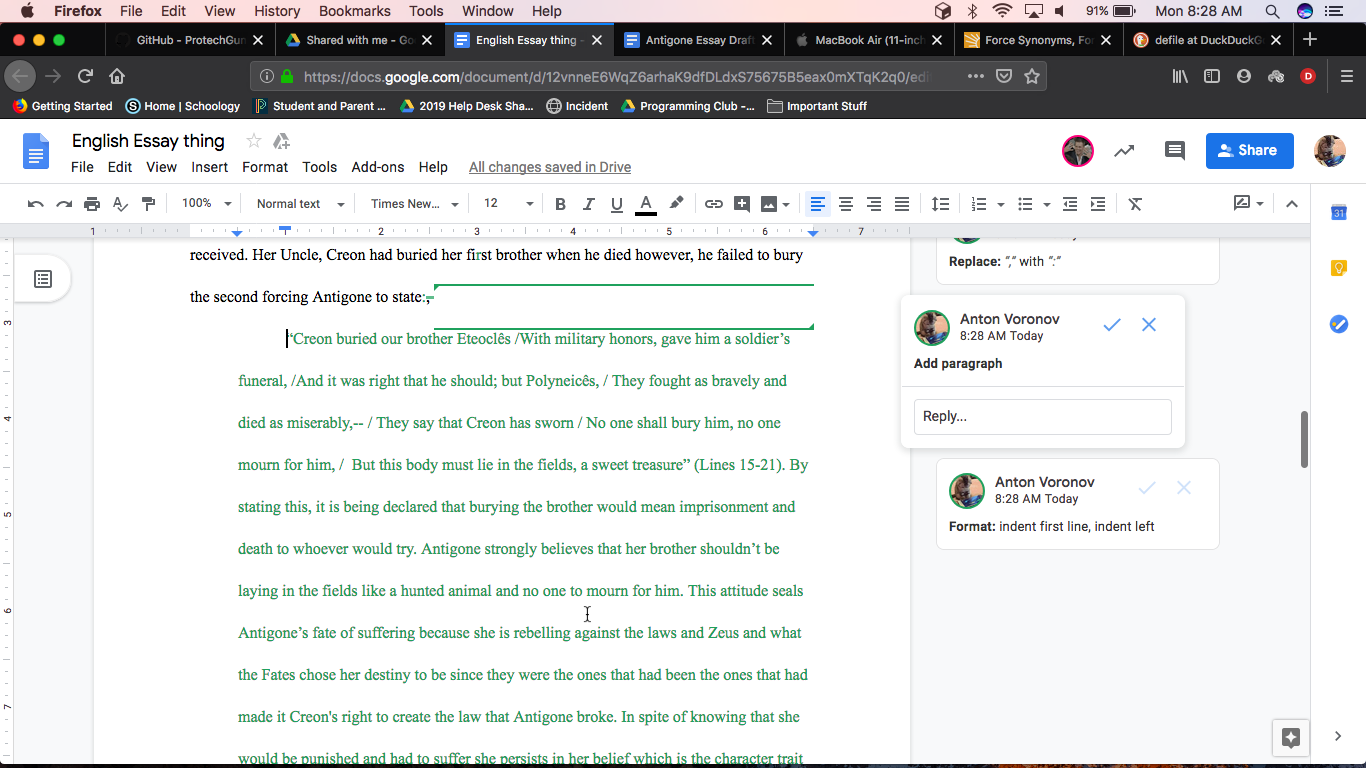 Firefox File Edit View History Bookmarks Tools Window Help 91% Mon 8:28 AM
GitHub - ProtechGun Shared with me - Go English Essay thing - Antigone Essay Draft MacBook Air (11-inch Force Synonyms, Fo defile at DuckDuckG
https://docs.google.com/document/d/12vnneE6WqZ6arhaK9dfDLdxS75675B5eax0mXTqK2q0/edi
Getting Started Home | Schoology Student and Parent ... 2019 Help Desk Sha... Incident Programming Club -... Important Stuff
English Essay thing
File Edit View Insert Format Tools Add-ons Help All changes saved in Drive
Share
100% Normal text Times New... 12 B I U A
1 1 2 3 4 5 6 7
received. Her Uncle, Creon had buried her first brother when he died however, he failed to bury
the second forcing Antigone to state:,
“Creon buried our brother Eteoclês /With military honors, gave him a soldier’s
funeral, /And it was right that he should; but Polyneicês, / They fought as bravely and
died as miserably,-- / They say that Creon has sworn / No one shall bury him, no one
mourn for him, / But this body must lie in the fields, a sweet treasure” (Lines 15-21). By
stating this, it is being declared that burying the brother would mean imprisonment and
death to whoever would try. Antigone strongly believes that her brother shouldn’t be
laying in the fields like a hunted animal and no one to mourn for him. This attitude seals
Antigone’s fate of suffering because she is rebelling against the laws and Zeus and what
the Fates chose her destiny to be since they were the ones that had been the ones that had
made it Creon's right to create the law that Antigone broke. In spite of knowing that she
would be punished and had to suffer she persists in her belief which is the character trait
3
4
5
6
7
Replace: “,” with “:”
Anton Voronov
8:28 AM Today
Add paragraph
Reply...
Anton Voronov
8:28 AM Today
Format: indent first line, indent left
31